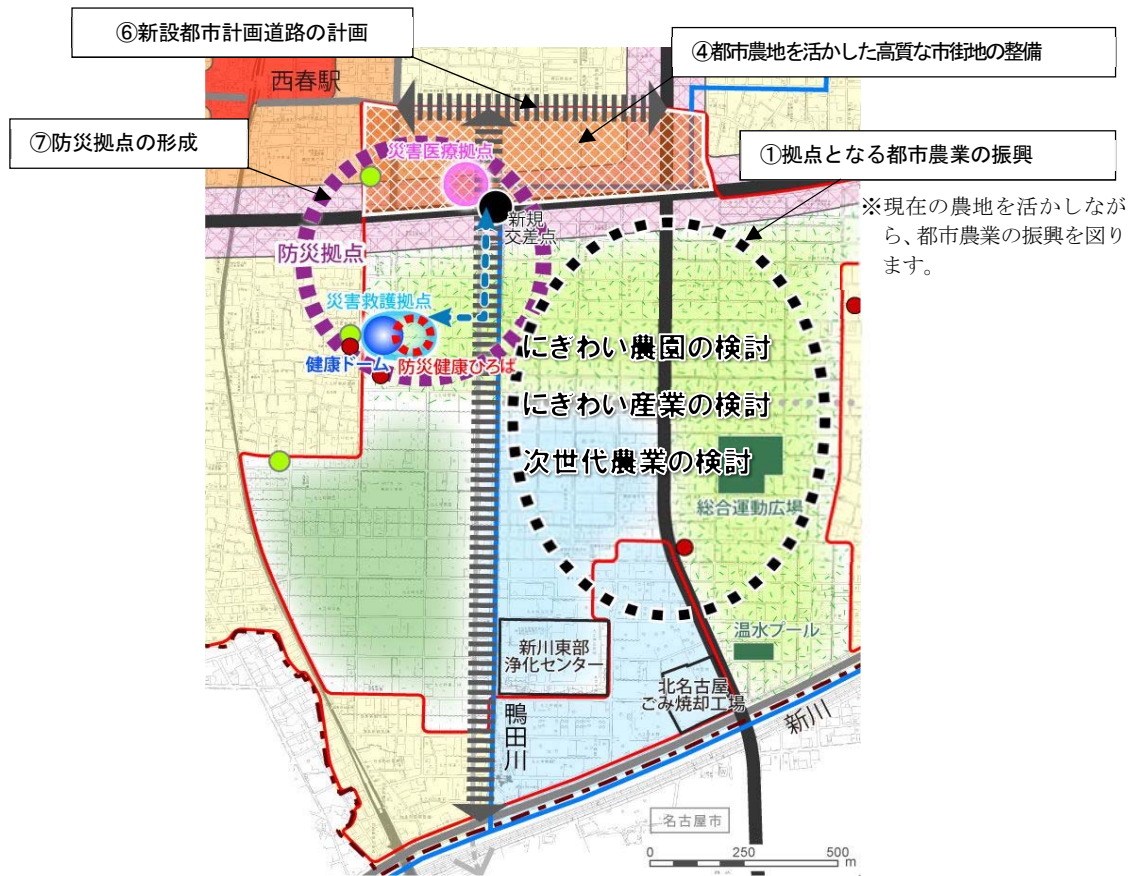 ⑥新設都市計画道路の計画
④都市農地を活かした高質な市街地の整備
西春駅
⑦防災拠点の形成
①拠点となる都市農業の振興
災害医療拠点
※現在の農地を活かしなが
ら、都市農業の振興を図り
ます。
新規
交差点
防災拠点
災害救護拠点
健康ドーム
防災健康ひろば
にぎわい農園の検討
にぎわい産業の検討
次世代農業の検討
総合運動広場
温水プール
新川東部
浄化センター
北名古屋
ごみ焼却工場
鴨田川
新川
名古屋市
0 250 500
m